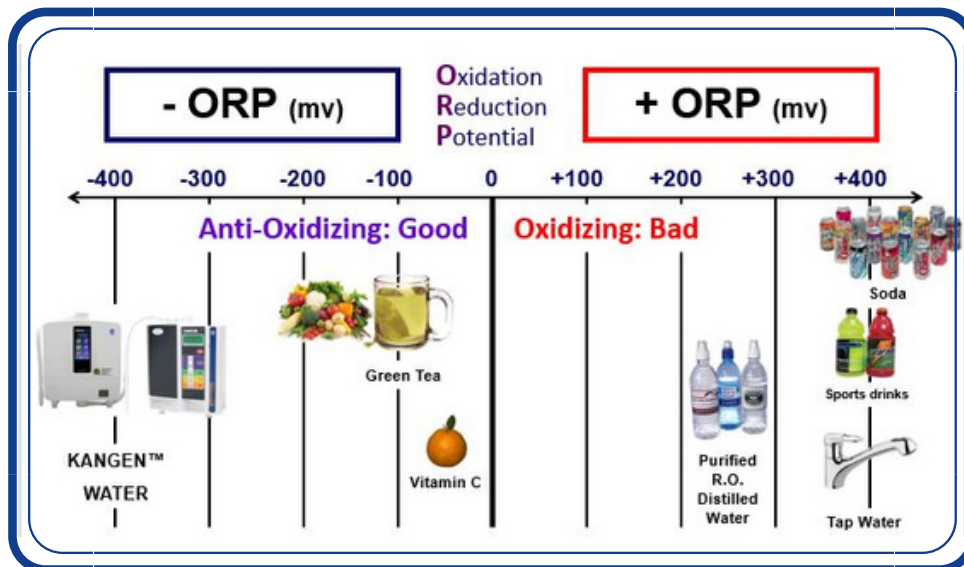 - ORP (mv)
Oxidation
Reduction
Potential
+ ORP (mv)
-400 -300 -200 -100 0 +100 +200 +300 +400
Anti-Oxidizing: Good
Oxidizing: Bad
Soda
Green Tea
Sports drinks
KANGEN™
WATER
Vitamin C
Purified
R.O.
Distilled
Water
Tap Water